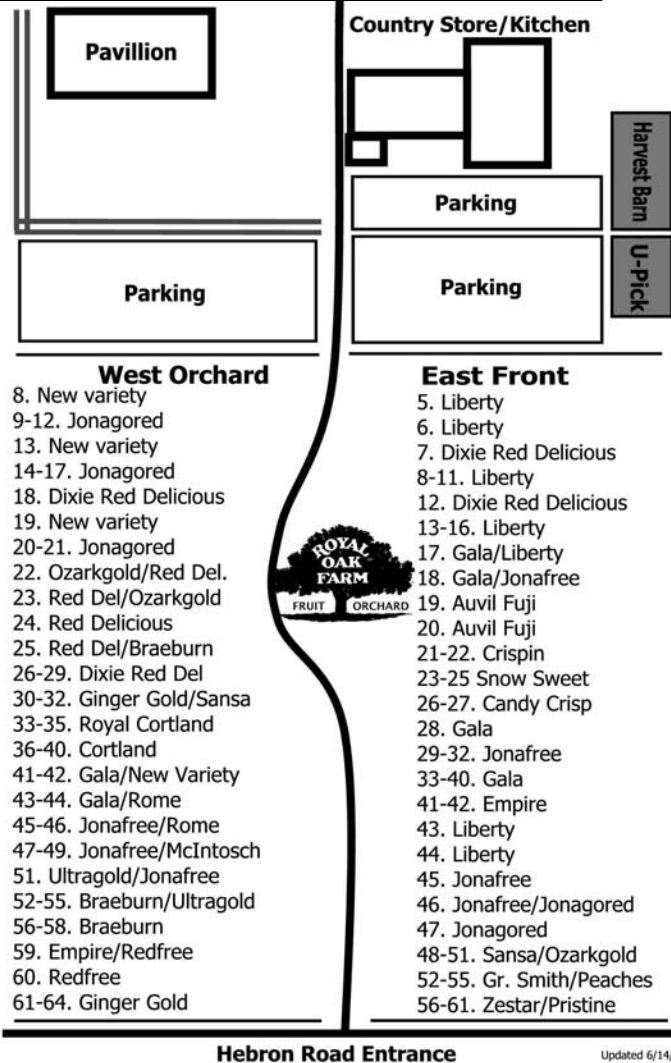 Pavillion
Country Store/Kitchen
Harvest Barn
Parking
U-Pick
Parking
Parking
West Orchard
8. New variety
9-12. Jonagored
13. New variety
14-17. Jonagored
18. Dixie Red Delicious
19. New variety
20-21. Jonagored
22. Ozarkgold/Red Del.
23. Red Del/Ozarkgold
24. Red Delicious
25. Red Del/Braeburn
26-29. Dixie Red Del
30-32. Ginger Gold/Sansa
33-35. Royal Cortland
36-40. Cortland
41-42. Gala/New Variety
43-44. Gala/Rome
45-46. Jonafree/Rome
47-49. Jonafree/McIntosch
51. Ultragold/Jonafree
52-55. Braeburn/Ultragold
56-58. Braeburn
59. Empire/Redfree
60. Redfree
61-64. Ginger Gold
ROYAL
OAK
FARM
FRUIT ORCHARD
East Front
5. Liberty
6. Liberty
7. Dixie Red Delicious
8-11. Liberty
12. Dixie Red Delicious
13-16. Liberty
17. Gala/Liberty
18. Gala/Jonafree
19. Auvil Fuji
20. Auvil Fuji
21-22. Crispin
23-25 Snow Sweet
26-27. Candy Crisp
28. Gala
29-32. Jonafree
33-40. Gala
41-42. Empire
43. Liberty
44. Liberty
45. Jonafree
46. Jonafree/Jonagored
47. Jonagored
48-51. Sansa/Ozarkgold
52-55. Gr. Smith/Peaches
56-61. Zestar/Pristine
Hebron Road Entrance
Updated 6/14/